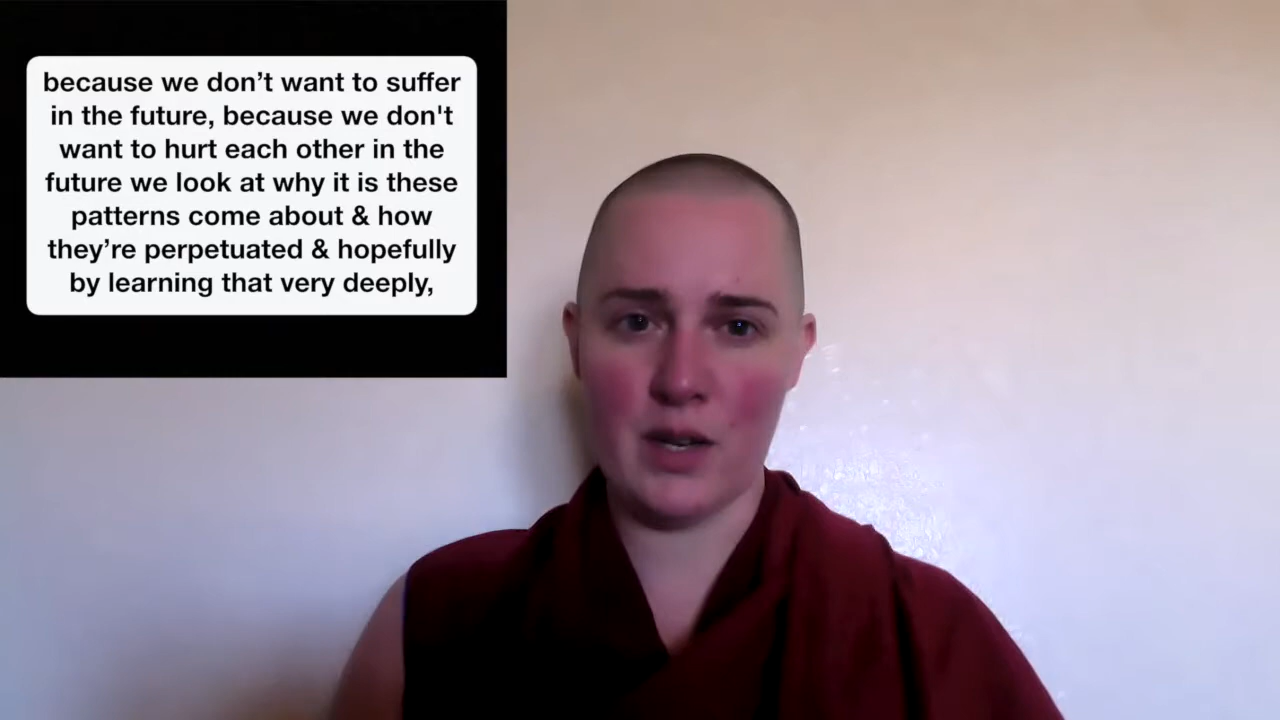 because we don’t want to suffer
in the future, because we don't
want to hurt each other in the
future we look at why it is these
patterns come about & how
they’re perpetuated & hopefully
by learning that very deeply,